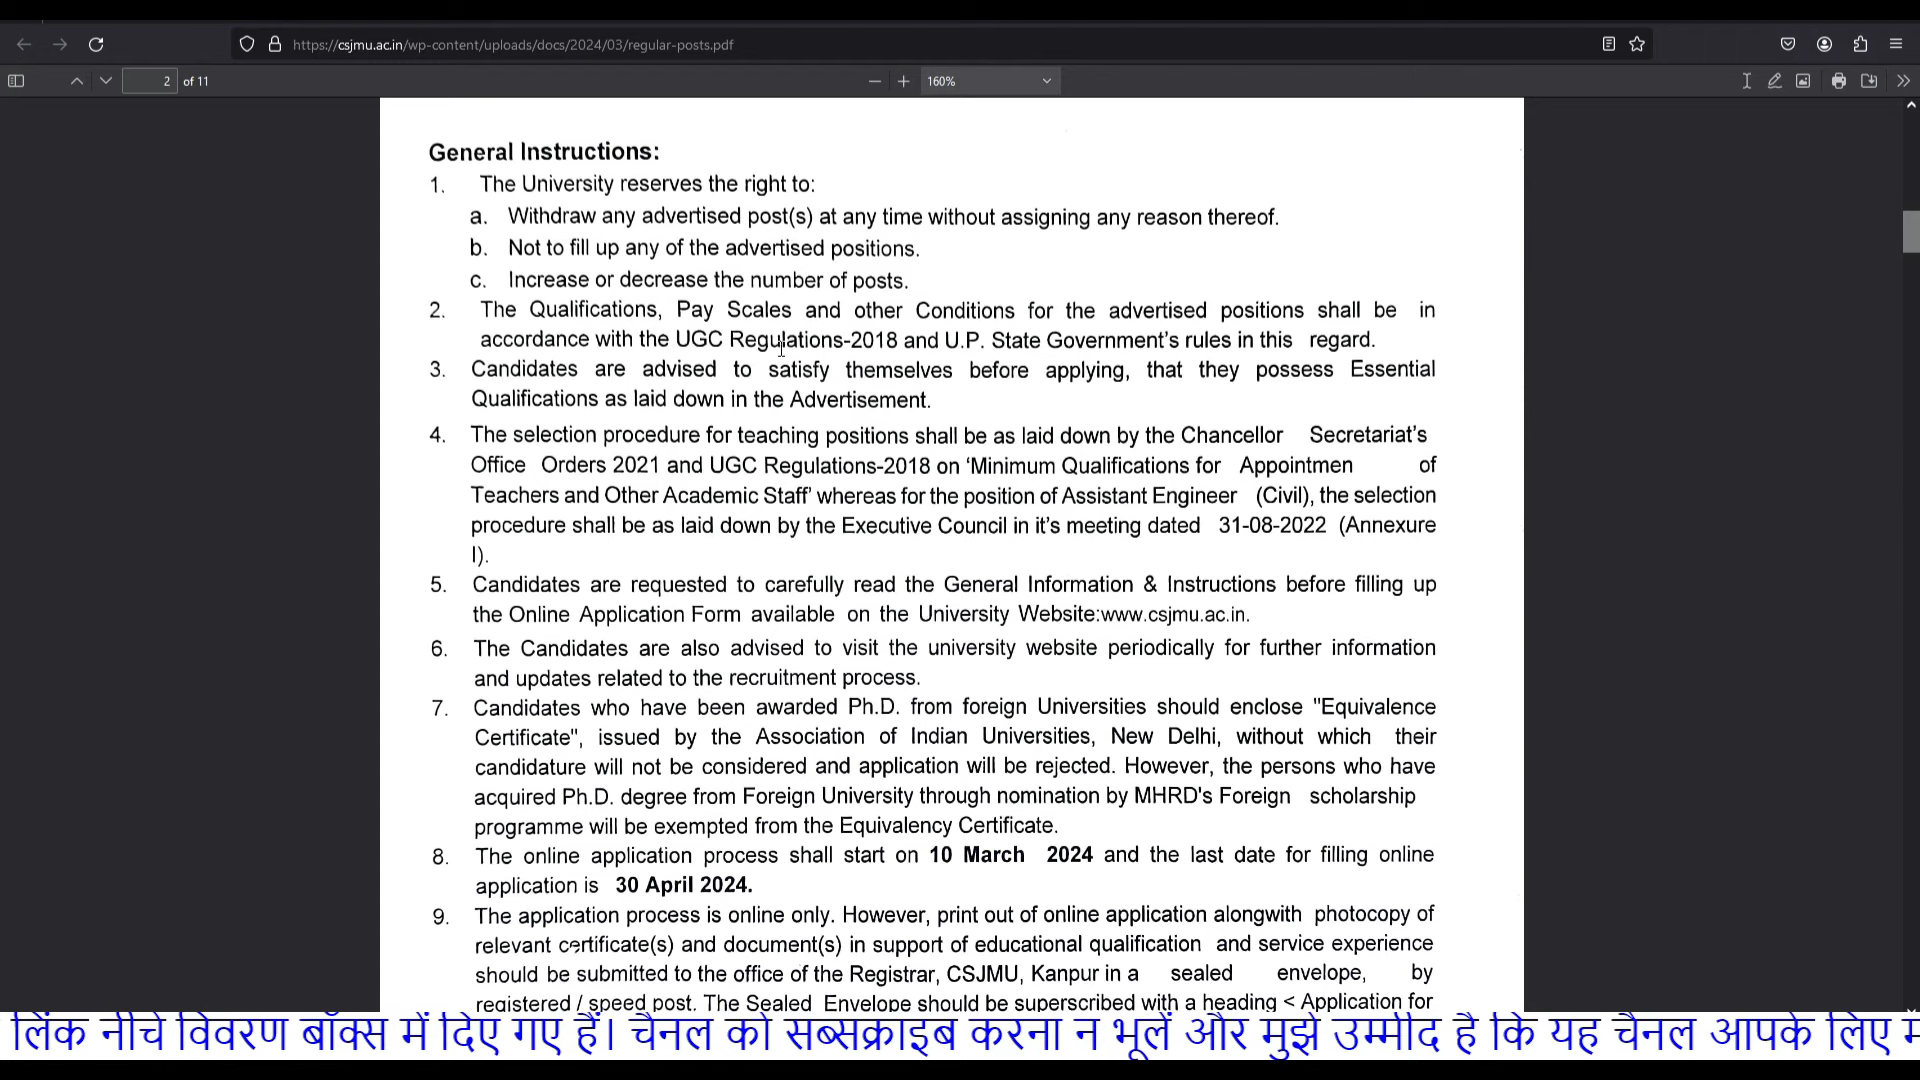 https://csjmu.ac.in/wp-content/uploads/docs/2024/03/regular-posts.pdf
2 of 11
160%
General Instructions:
1. The University reserves the right to:
a. Withdraw any advertised post(s) at any time without assigning any reason thereof.
b. Not to fill up any of the advertised positions.
c. Increase or decrease the number of posts.
2. The Qualifications, Pay Scales and other Conditions for the advertised positions shall be in
accordance with the UGC Regulations-2018 and U.P. State Government's rules in this regard.
3. Candidates are advised to satisfy themselves before applying, that they possess Essential
Qualifications as laid down in the Advertisement.
4. The selection procedure for teaching positions shall be as laid down by the Chancellor Secretariat's
Office Orders 2021 and UGC Regulations-2018 on 'Minimum Qualifications for Appointmen of
Teachers and Other Academic Staff' whereas for the position of Assistant Engineer (Civil), the selection
procedure shall be as laid down by the Executive Council in it's meeting dated 31-08-2022 (Annexure
I).
5. Candidates are requested to carefully read the General Information & Instructions before filling up
the Online Application Form available on the University Website:www.csjmu.ac.in.
6. The Candidates are also advised to visit the university website periodically for further information
and updates related to the recruitment process.
7. Candidates who have been awarded Ph.D. from foreign Universities should enclose "Equivalence
Certificate", issued by the Association of Indian Universities, New Delhi, without which their
candidature will not be considered and application will be rejected. However, the persons who have
acquired Ph.D. degree from Foreign University through nomination by MHRD's Foreign scholarship
programme will be exempted from the Equivalency Certificate.
8. The online application process shall start on 10 March 2024 and the last date for filling online
application is 30 April 2024.
9. The application process is online only. However, print out of online application alongwith photocopy of
relevant certificate(s) and document(s) in support of educational qualification and service experience
should be submitted to the office of the Registrar, CSJMU, Kanpur in a sealed envelope, by
registered / speed post. The Sealed Envelope should be superscribed with a heading < Application for
लिंक नीचे विवरण बॉक्स में दिए गए हैं। चैनल को सब्सक्राइब करना न भूलें और मुझे उम्मीद है कि यह चैनल आपके लिए